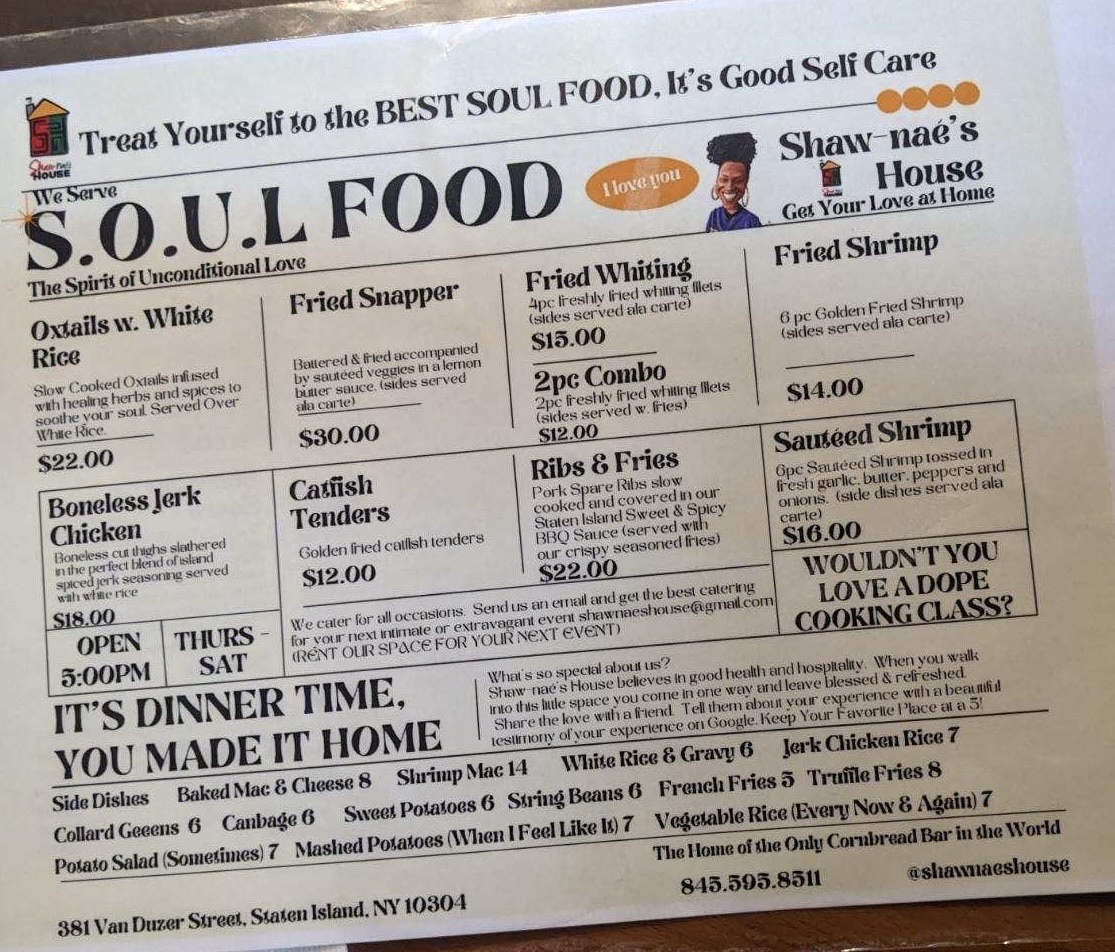 Treat Yourself to the BEST SOUL FOOD, It's Good Self Care
Shaw-nae's
HOUSE
We Serve
S.O.U.L FOOD
The Spirit of Unconditional Love
I love you
Shaw-naé's
House
Get Your Love at Home
Oxtails w. White
Rice
Slow Cooked Oxtails infused
with healing herbs and spices to
soothe your soul. Served Over
White Rice.
$22.00
Fried Snapper
Battered & fried accompanied
by sautéed veggies in a lemon
butter sauce. (sides served
ala carte)
$30.00
Fried Whiting
4pc freshly fried whiting fllets
(sides served ala carte)
$15.00
2pc Combo
2pc freshly fried whiting fllets
(sides served w. fries)
$12.00
Fried Shrimp
6 pc Golden Fried Shrimp
(sides served ala carte)
$14.00
Boneless Jerk
Chicken
Boneless cut thighs slathered
in the perfect blend of island
spiced jerk seasoning served
with white rice
$18.00
Catfish
Tenders
Golden fried catfish tenders
$12.00
Ribs & Fries
Pork Spare Ribs slow
cooked and covered in our
Staten Island Sweet & Spicy
BBQ Sauce (served with
our crispy seasoned fries)
$22.00
Sautéed Shrimp
6pc Sautéed Shrimp tossed in
fresh garlic, butter, peppers and
onions. (side dishes served ala
carte)
$16.00
WOULDN'T YOU
LOVE A DOPE
COOKING CLASS?
OPEN
5:00PM
THURS -
SAT
We cater for all occasions. Send us an email and get the best catering
for your next intimate or extravagant event shawnaeshouse@gmail.com
(RENT OUR SPACE FOR YOUR NEXT EVENT)
IT'S DINNER TIME,
YOU MADE IT HOME
What's so special about us?
Shaw-naé's House believes in good health and hospitality. When you walk
into this little space you come in one way and leave blessed & refreshed.
Share the love with a friend. Tell them about your experience with a beautiful
testimony of your experience on Google. Keep Your Favorite Place at a 5!
Side Dishes Baked Mac & Cheese 8 Shrimp Mac 14 White Rice & Gravy 6 Jerk Chicken Rice 7
Collard Geeens 6 Canbage 6 Sweet Potatoes 6 String Beans 6 French Fries 5 Truffle Fries 8
Potato Salad (Sometimes) 7 Mashed Potatoes (When I Feel Like It) 7 Vegetable Rice (Every Now & Again) 7
The Home of the Only Cornbread Bar in the World
381 Van Duzer Street, Staten Island, NY 10304
845.595.8511
@shawnaeshouse